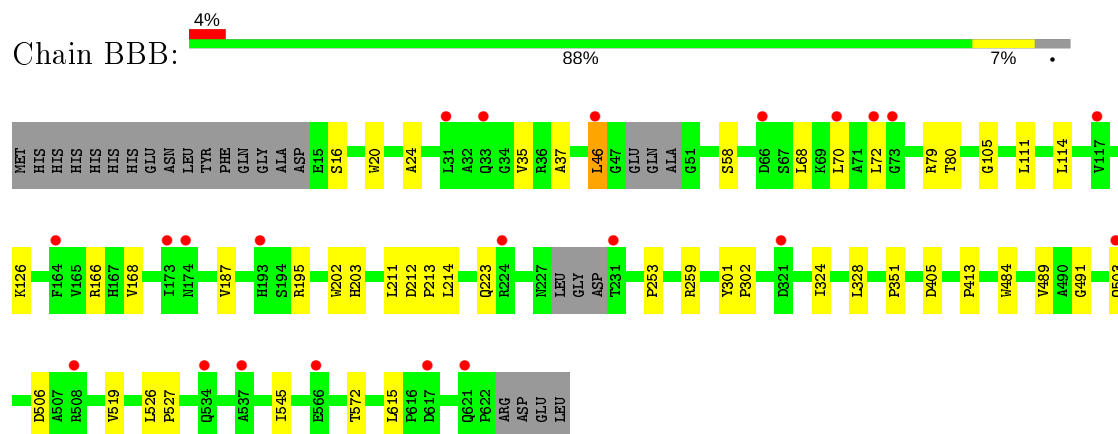 4%
Chain BBB:
88% 7% •
MET HIS HIS HIS HIS HIS HIS GLU ASN LEU TYR PHE GLN GLY ALA ASP E15 S16 W20 A24 L31 A32 Q33 G34 V35 R36 A37 L46 G47 GLU GLN ALA G51 S58 D66 S67 L68 K69 L70 A71 L72 G73 R79 T80 G105 L111 L114 V117
K126 F164 V165 R166 H167 V168 I173 N174 V187 H193 S194 R195 W202 H203 L211 D212 P213 L214 Q223 R224 N227 LEU GLY ASP T231 P253 R259 Y301 P302 D321 I324 L328 P351 D405 P413 W484 V489 A490 G491
D506 A507 R508 V519 L526 P527 Q534 A537 I545 E566 T572 L615 P616 D617 Q621 P622 ARG ASP GLU LEU